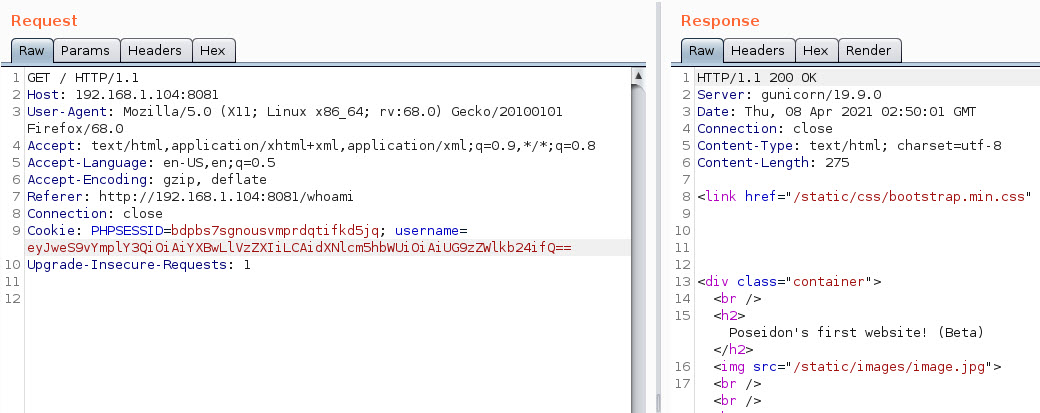 Request
Raw Params Headers Hex
1 GET / HTTP/1.1
2 Host: 192.168.1.104:8081
3 User-Agent: Mozilla/5.0 (X11; Linux x86_64; rv:68.0) Gecko/20100101
Firefox/68.0
4 Accept: text/html,application/xhtml+xml,application/xml;q=0.9,*/*;q=0.8
5 Accept-Language: en-US,en;q=0.5
6 Accept-Encoding: gzip, deflate
7 Referer: http://192.168.1.104:8081/whoami
8 Connection: close
9 Cookie: PHPSESSID=bdpbs7sgnousvmprdqtifkd5jq; username=
eyJweS9vYmplY3QiOiAiYXBwLlVzZXIiLCAidXNlcm5hbWUiOiAiUG9zZWlkb24ifQ==
10 Upgrade-Insecure-Requests: 1
11
12
Response
Raw Headers Hex Render
1 HTTP/1.1 200 OK
2 Server: gunicorn/19.9.0
3 Date: Thu, 08 Apr 2021 02:50:01 GMT
4 Connection: close
5 Content-Type: text/html; charset=utf-8
6 Content-Length: 275
7
8 <link href="/static/css/bootstrap.min.css"
9
10
11
12
13 <div class="container">
14 <br />
15 <h2>
Poseidon's first website! (Beta)
</h2>
16 <img src="/static/images/image.jpg">
17 <br />
<br />